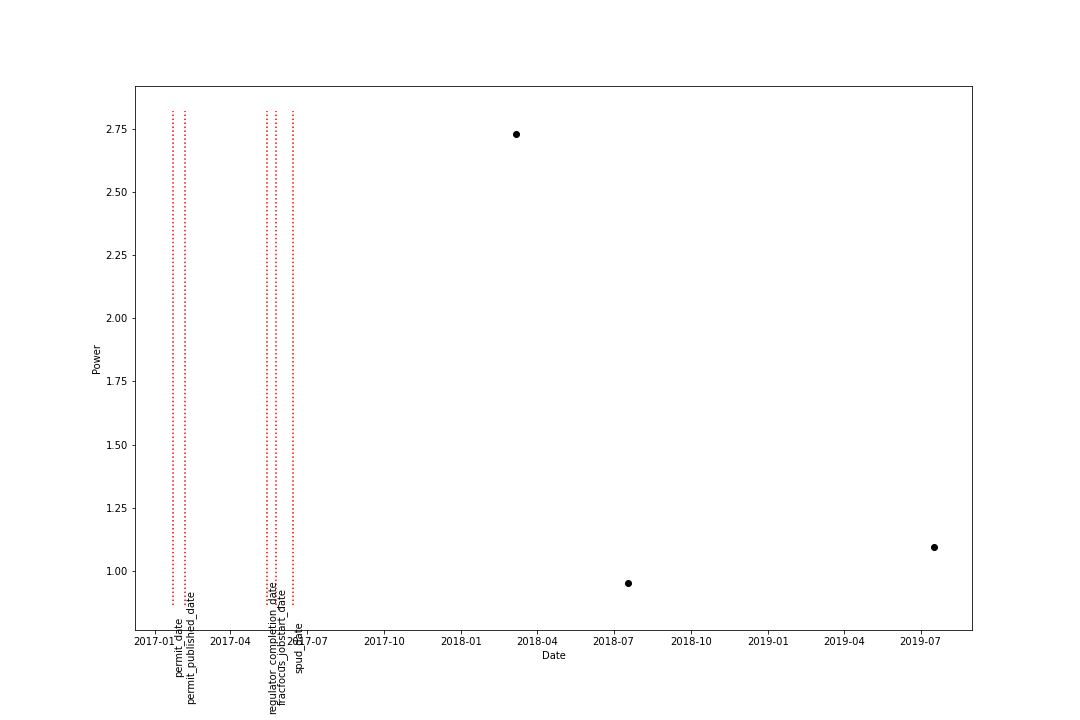 2.75
2.50
2.25
2.00
1.75
1.50
1.25
1.00
Power
2017-01
2017-04
2017-07
2017-10
2018-01
2018-04
2018-07
2018-10
2019-01
2019-04
2019-07
Date
permit_date
permit_published_date
regulator_completion_date
fracfocus_jobstart_date
spud_date